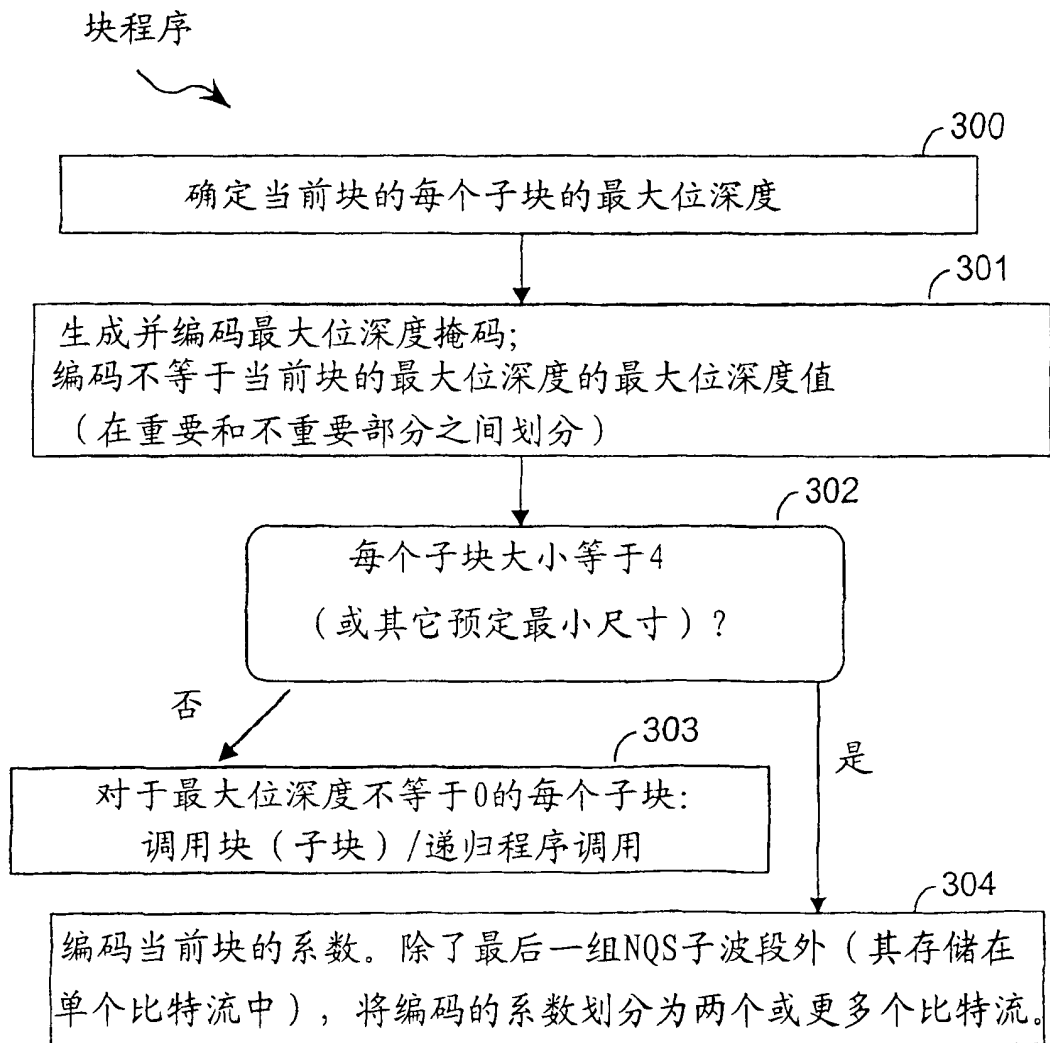 块程序
300
确定当前块的每个子块的最大位深度
301
生成并编码最大位深度掩码;
编码不等于当前块的最大位深度的最大位深度值
（在重要和不重要部分之间划分）
302
每个子块大小等于4
（或其它预定最小尺寸）?
否
是
303
对于最大位深度不等于0的每个子块:
调用块（子块）/递归程序调用
304
编码当前块的系数。除了最后一组NQS子波段外（其存储在
单个比特流中），将编码的系数划分为两个或更多个比特流。